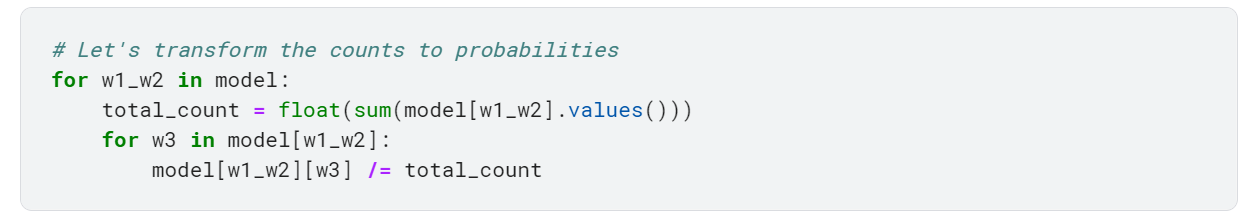 # Let's transform the counts to probabilities
for w1_w2 in model:
    total_count = float(sum(model[w1_w2].values()))
    for w3 in model[w1_w2]:
        model[w1_w2][w3] /= total_count